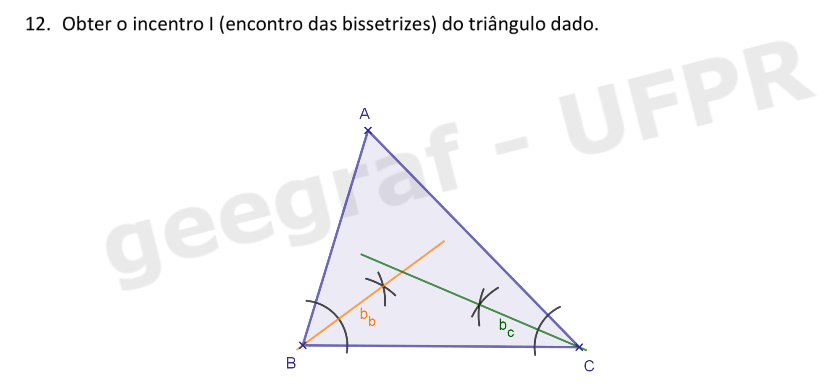 12. Obter o incentro I (encontro das bissetrizes) do triângulo dado.
geegraf - UFPR
A
b_b
b_c
B
C